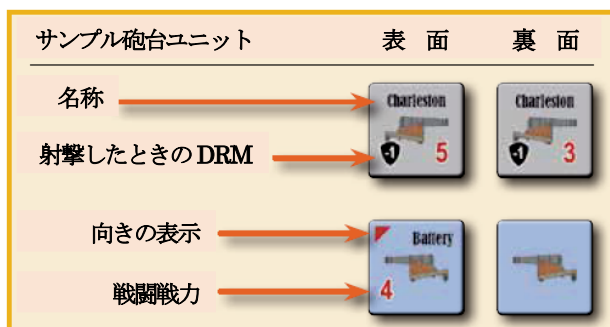 サンプル砲台ユニット 表 面 裏 面
名称
Charleston Charleston
射撃したときのDRM
-1 5 -1 3
向きの表示
Battery
戦闘戦力
4